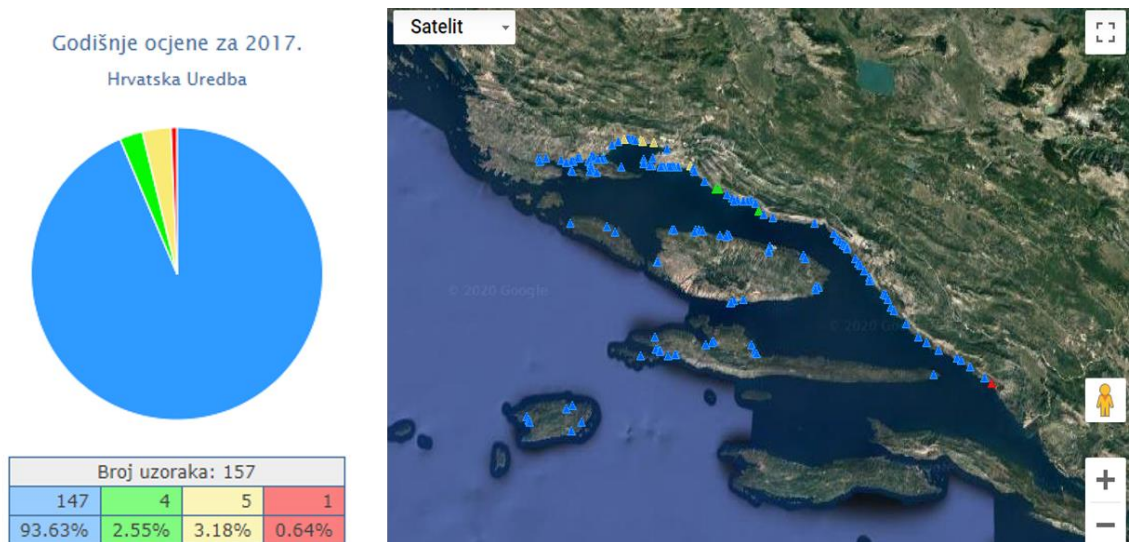 Godišnje ocjene za 2017.
Hrvatska Uredba
Broj uzoraka: 157
147 4 5 1
93.63% 2.55% 3.18% 0.64%
Satelit
© 2020 Google
© 2020 Google